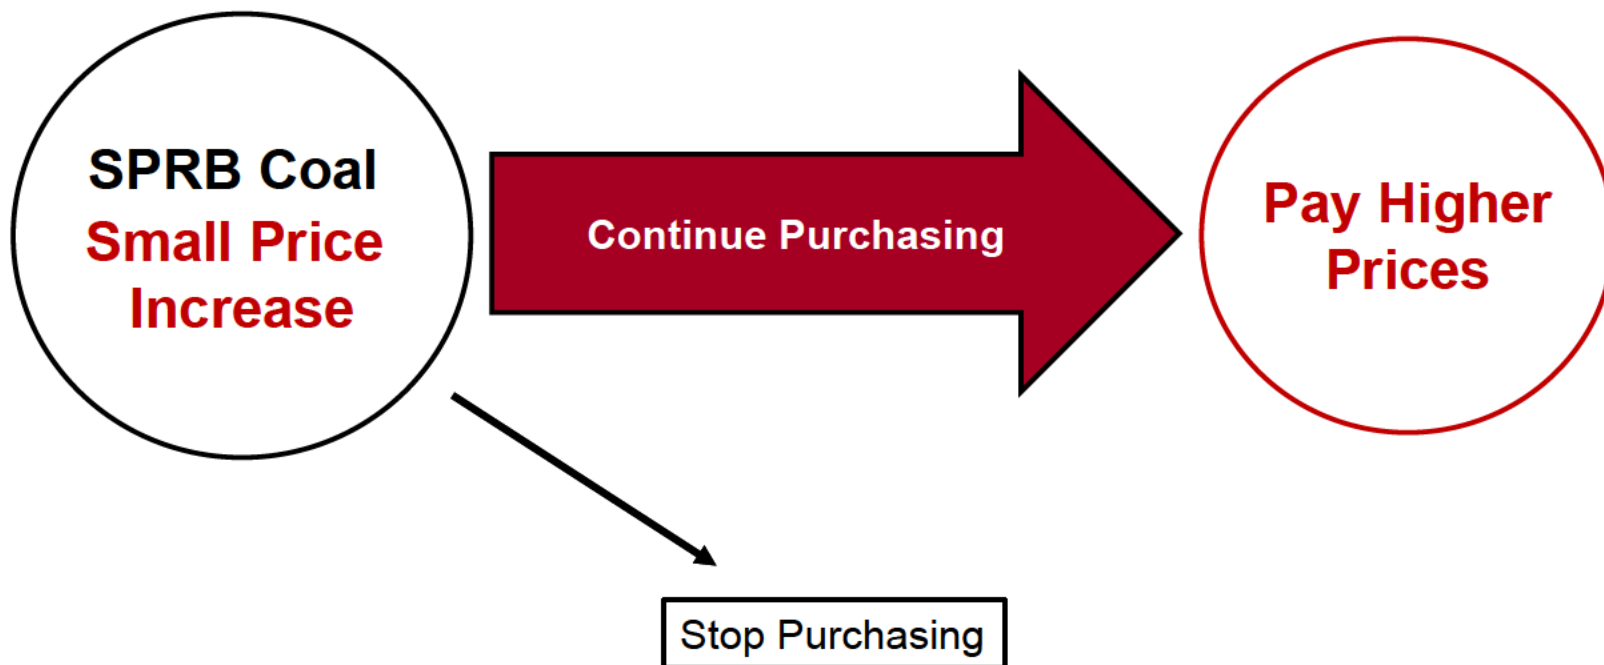 SPRB Coal
Small Price
Increase
Continue Purchasing
Pay Higher
Prices
Stop Purchasing